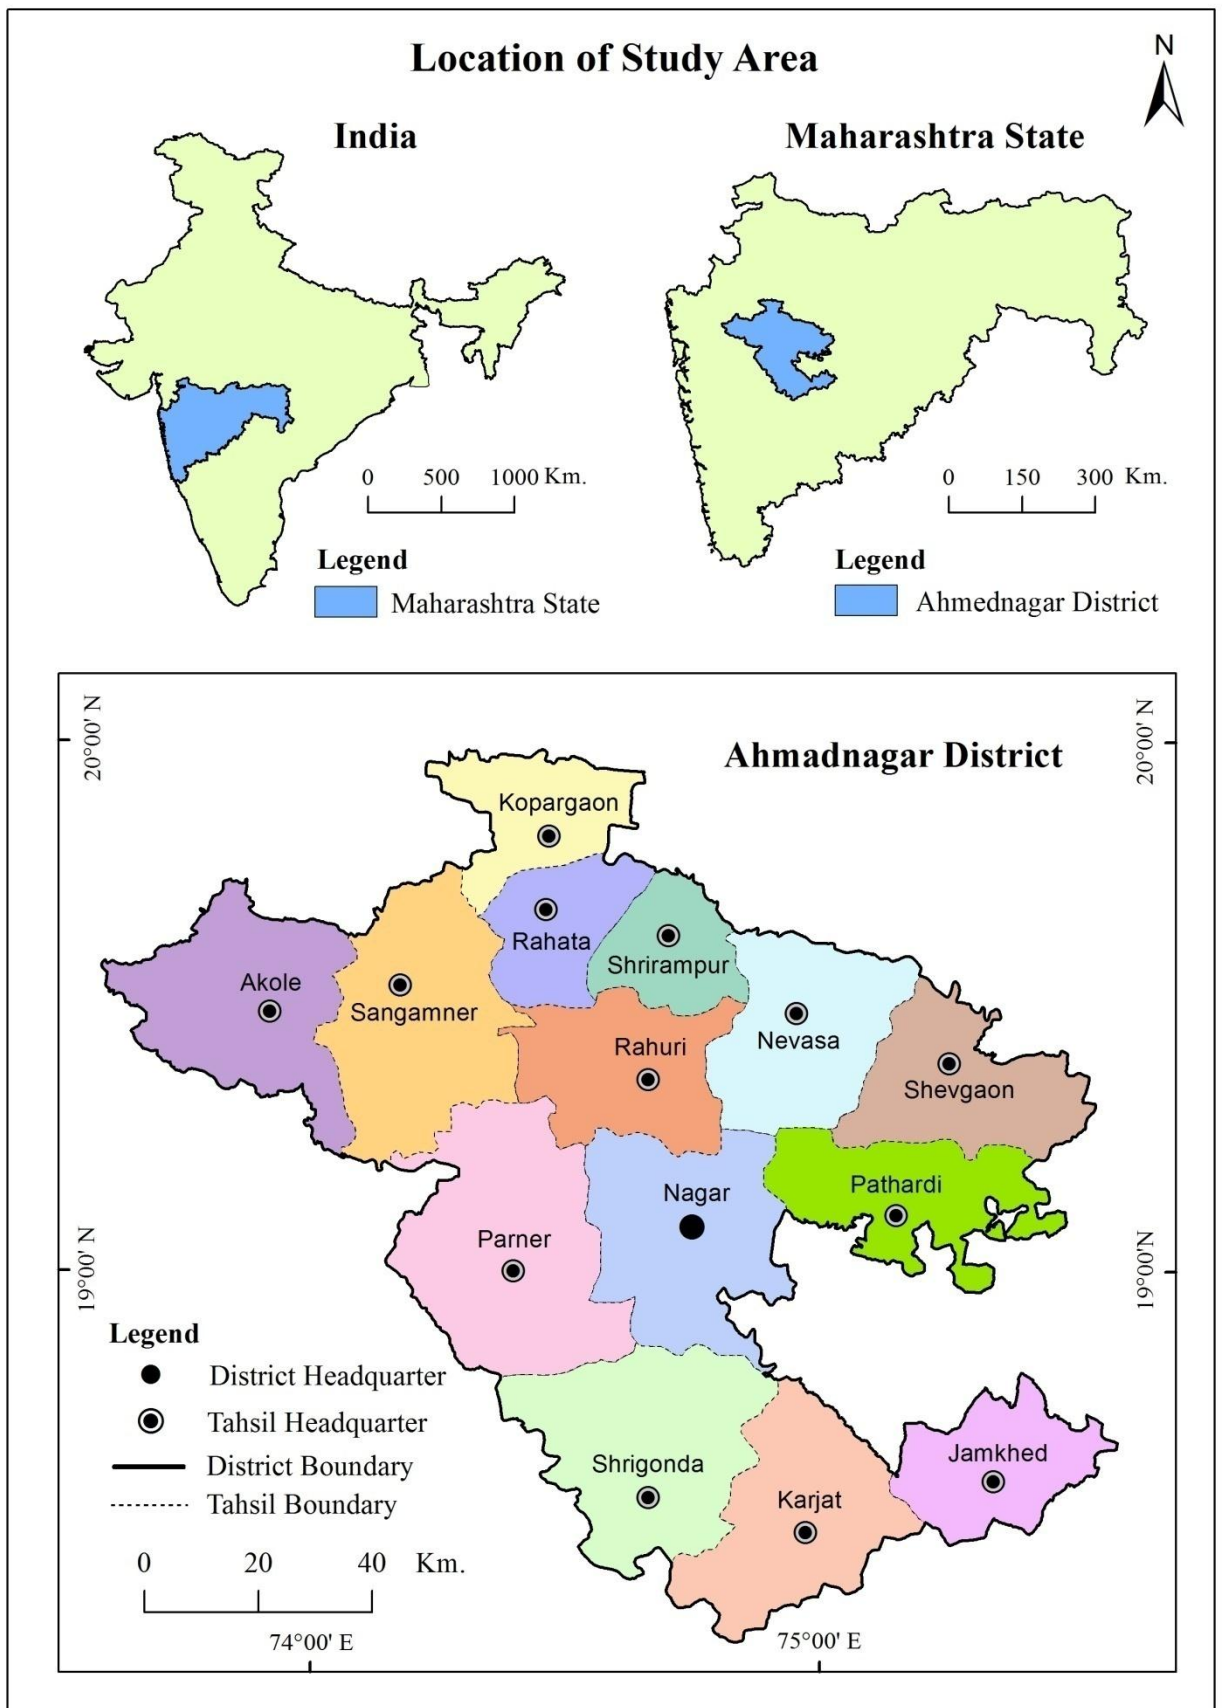 Location of Study Area
N
India
Maharashtra State
0 500 1000 Km.
0 150 300 Km.
Legend
Maharashtra State
Legend
Ahmednagar District
20°00' N
20°00' N
Ahmadnagar District
Kopargaon
Rahata
Shrirampur
Akole
Sangamner
Nevasa
Rahuri
Shevgaon
Nagar
Pathardi
Parner
19°00' N
19°00'N
Legend
District Headquarter
Tahsil Headquarter
District Boundary
Tahsil Boundary
Shrigonda
Karjat
Jamkhed
0 20 40 Km.
74°00' E
75°00' E